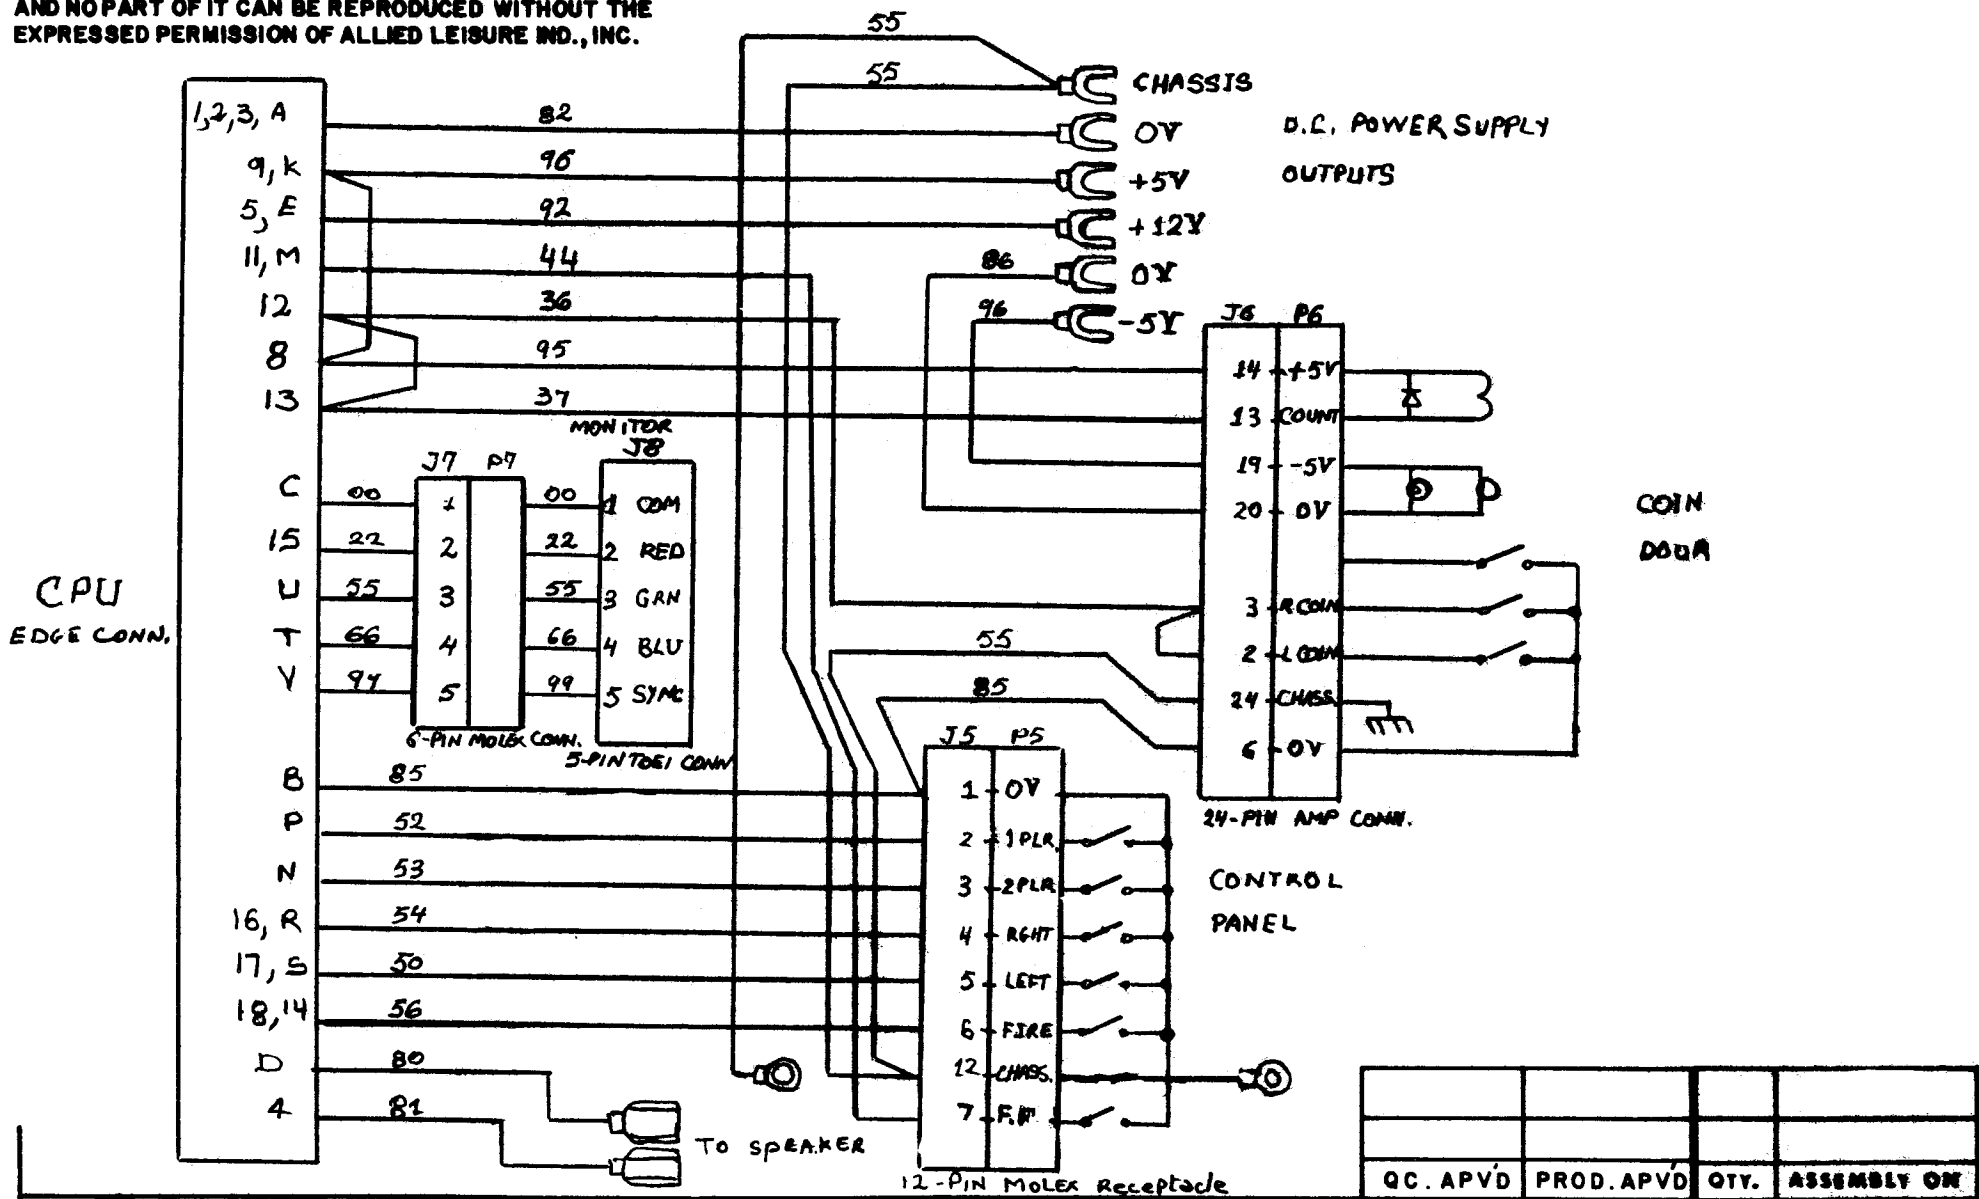 AND NO PART OF IT CAN BE REPRODUCED WITHOUT THE
EXPRESSED PERMISSION OF ALLIED LEISURE IND., INC.
55
55
CHASSIS
1,2,3, A
82
0V
D.C. POWER SUPPLY
OUTPUTS
9, K
96
+5V
5, E
92
+12V
11, M
44
86
0V
12
36
96
-5V
8
95
13
37
J6 P6
14 +5V
13 COUNT
19 -5V
20 0V
3 R COIN
2 L COIN
24 CHASS.
6 0V
24-PIN AMP CONN.
COIN
DOOR
MONITOR
J7 P7
J8
C 00 1 00 1 COM
15 22 2 22 2 RED
U 55 3 55 3 GRN
T 66 4 66 4 BLU
V 99 5 99 5 SYNC
6-PIN MOLEX CONN.
5-PIN TOEI CONN
CPU
EDGE CONN.
55
85
J5 P5
B 85 1 0V
P 52 2 1PLR.
N 53 3 2PLR
16, R 54 4 RGHT
17, S 50 5 LEFT
18,14 56 6 FIRE
12 CHASS.
7
12-PIN MOLEX Receptacle
CONTROL
PANEL
D 80
4 81
TO SPEAKER
QC. APV'D PROD. APV'D QTY. ASSEMBLY ON